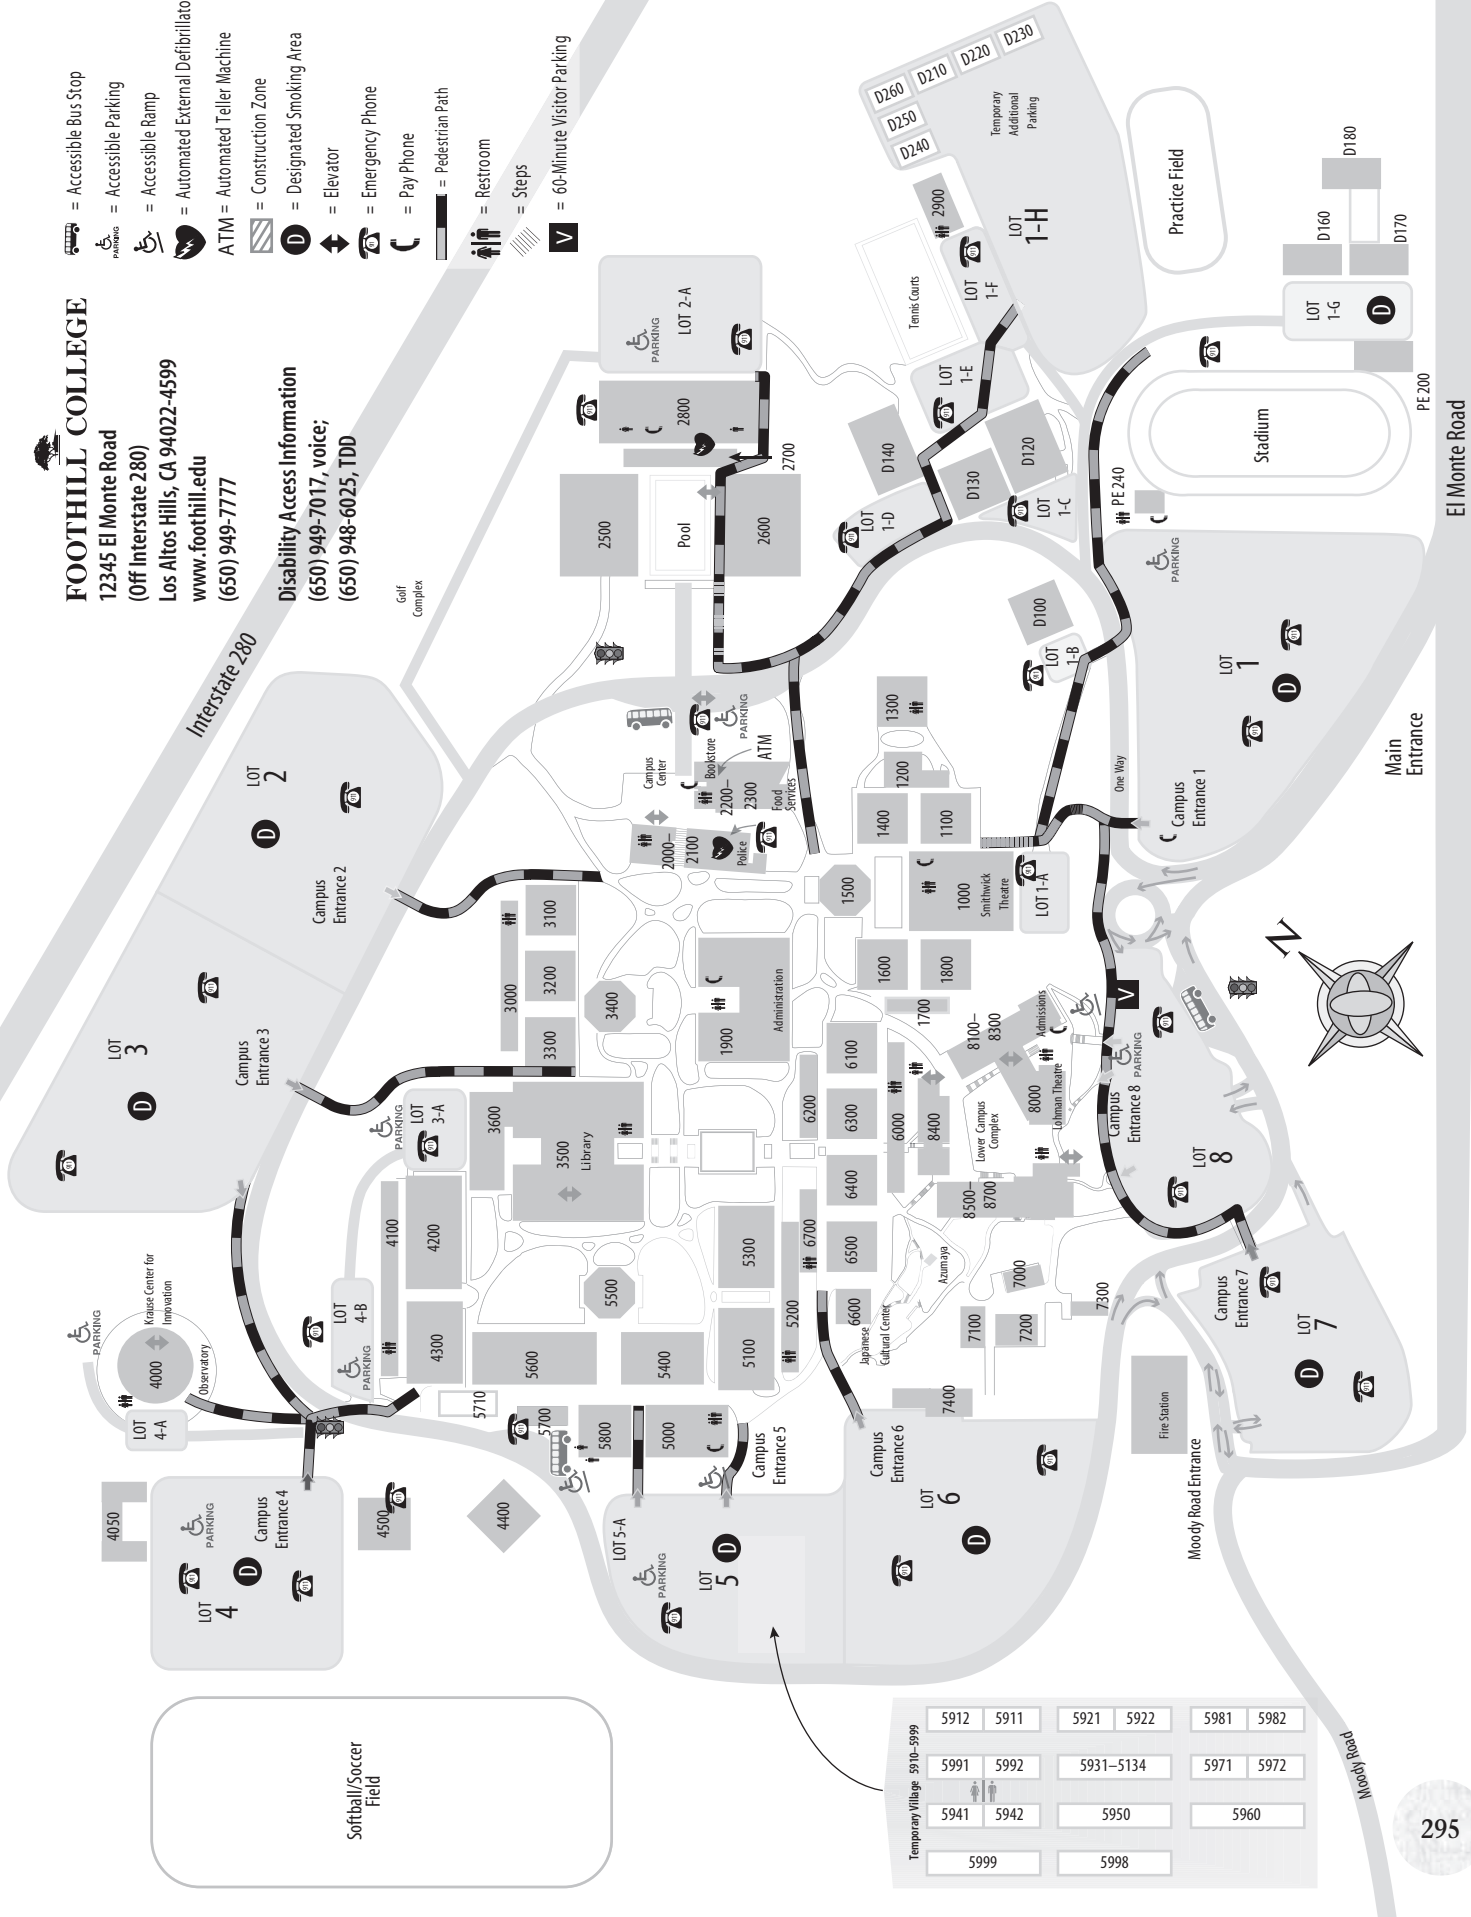 FOOTHILL COLLEGE
12345 El Monte Road
(Off Interstate 280)
Los Altos Hills, CA 94022-4599
www.foothill.edu
(650) 949-7777
Disability Access Information
(650) 949-7017, voice;
(650) 948-6025, TDD
= Accessible Bus Stop
PARKING = Accessible Parking
= Accessible Ramp
= Automated External Defibrillato
ATM = Automated Teller Machine
= Construction Zone
D = Designated Smoking Area
= Elevator
911 = Emergency Phone
= Pay Phone
= Pedestrian Path
= Restroom
= Steps
V = 60-Minute Visitor Parking
Interstate 280
Golf
Complex
LOT
2
D
Campus
Entrance 2
LOT
3
D
Campus
Entrance 3
PARKING
LOT
3-A
Krause Center for
Innovation
4000
Observatory
PARKING
LOT
4-A
LOT
4-B
PARKING
4050
PARKING
Campus
Entrance 4
D
LOT
4
4500
4400
Softball/Soccer
Field
4100
4200
4300
3600
3500
Library
3000
3100
3200
3300
3400
5500
5600
5400
5710
5700
5800
5000
5300
5100
5200
6700
LOT 5-A
PARKING
LOT
5
D
Campus
Entrance 5
Campus
Entrance 6
LOT
6
D
1900
Administration
2000–
2100
Police
Campus
Center
Bookstore
2200–
2300
Food
Services
ATM
PARKING
2500
Pool
2600
2700
2800
PARKING
LOT 2-A
Tennis Courts
2900
D240
D250
D260
D210
D220
D230
Temporary
Additional
Parking
LOT
1-H
LOT
1-F
LOT
1-E
D140
D130
D120
LOT
1-D
LOT
1-C
D100
LOT
1-B
1300
1200
1400
1100
1500
1000
Smithwick
Theatre
LOT 1-A
1600
1800
1700
6100
6200
6300
6400
6500
6600
6000
8400
8100–
8300
Admissions
8000
Lohman Theatre
Lower Campus
Complex
8500–
8700
Azumaya
Japanese
Cultural Center
7000
7100
7200
7300
7400
V
PARKING
Campus
Entrance 8
LOT
8
Campus
Entrance 7
LOT
7
D
Fire Station
Moody Road Entrance
Moody Road
Practice Field
D180
D160
D170
LOT
1-G
D
PE 200
Stadium
PE 240
PARKING
LOT
1
D
One Way
Campus
Entrance 1
Main
Entrance
El Monte Road
N
Temporary Village 5910–5999
5912
5911
5921
5922
5981
5982
5991
5992
5931–5134
5971
5972
5941
5942
5950
5960
5999
5998
295